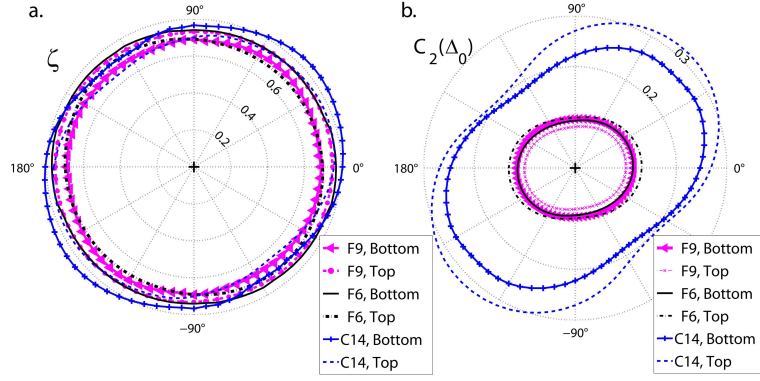 a.
ζ
90°
0.6
0.4
0.2
180°
0°
−90°
F9, Bottom
F9, Top
F6, Bottom
F6, Top
C14, Bottom
C14, Top
b.
C₂(Δ₀)
90°
0.3
0.2
180°
0°
−90°
F9, Bottom
F9, Top
F6, Bottom
F6, Top
C14, Bottom
C14, Top